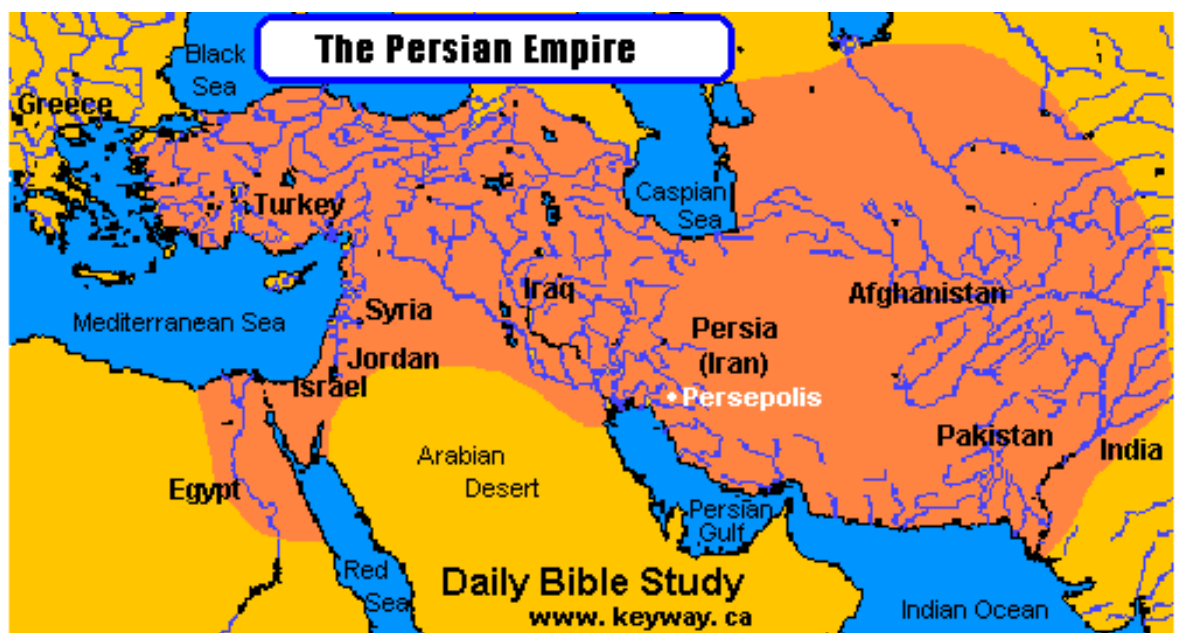 The Persian Empire
Black
Sea
Greece
Caspian
Sea
Turkey
Afghanistan
Iraq
Syria
Mediterranean Sea
Persia
(Iran)
Jordan
Israel
Persepolis
Pakistan
India
Arabian
Desert
Egypt
Persian
Gulf
Red
Sea
Daily Bible Study
www.keyway.ca
Indian Ocean